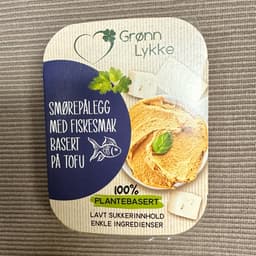 Grønn
Lykke
SMØREPÅLEGG
MED FISKESMAK
BASERT
PÅ TOFU
100%
PLANTEBASERT
LAVT SUKKERINNHOLD
ENKLE INGREDIENSER